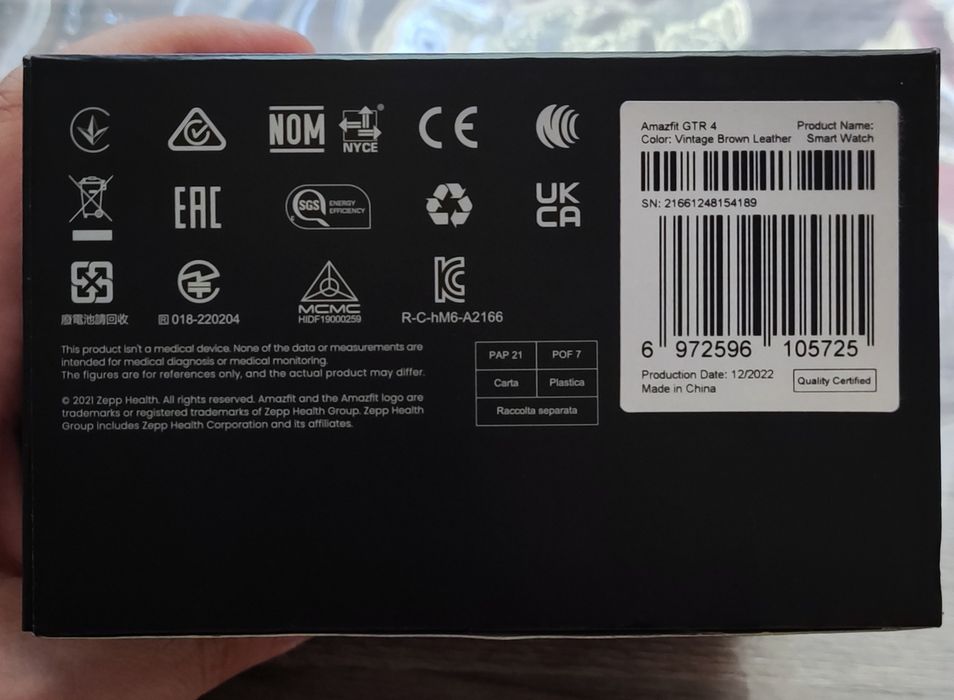 NOM
NYCE
CE
EAC
SGS ENERGY EFFICIENCY
UK
CA
廢電池請回收
R 018-220204
MCMC
HIDF19000259
R-C-hM6-A2166
This product isn't a medical device. None of the data or measurements are
intended for medical diagnosis or medical monitoring.
The figures are for references only, and the actual product may differ.
© 2021 Zepp Health. All rights reserved. Amazfit and the Amazfit logo are
trademarks or registered trademarks of Zepp Health Group. Zepp Health
Group includes Zepp Health Corporation and its affiliates.
PAP 21 POF 7
Carta Plastica
Raccolta separata
Amazfit GTR 4 Product Name:
Color: Vintage Brown Leather Smart Watch
SN: 21661248154189
6 972596 105725
Production Date: 12/2022
Made in China
Quality Certified